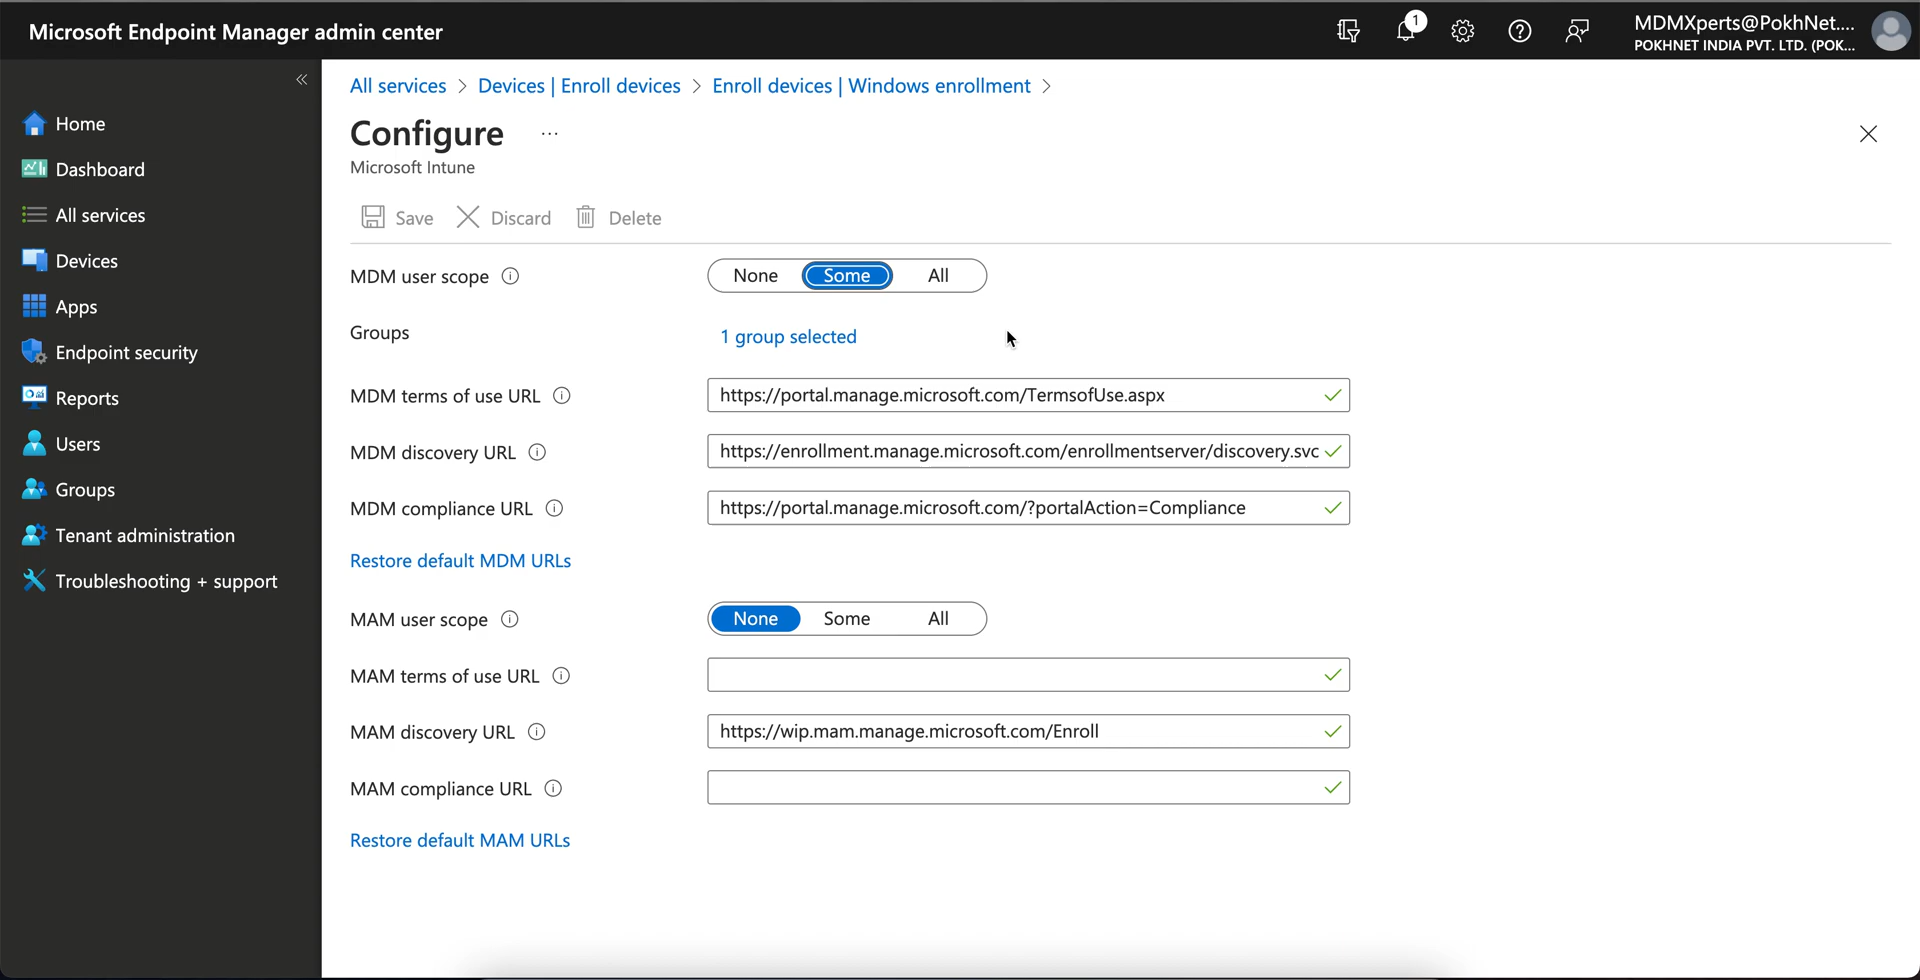 Microsoft Endpoint Manager admin center
1
MDMXperts@PokhNet....
POKHNET INDIA PVT. LTD. (POK...
Home
Dashboard
All services
Devices
Apps
Endpoint security
Reports
Users
Groups
Tenant administration
Troubleshooting + support
All services > Devices | Enroll devices > Enroll devices | Windows enrollment >
Configure ...
Microsoft Intune
Save Discard Delete
MDM user scope None Some All
Groups 1 group selected
MDM terms of use URL https://portal.manage.microsoft.com/TermsofUse.aspx
MDM discovery URL https://enrollment.manage.microsoft.com/enrollmentserver/discovery.svc
MDM compliance URL https://portal.manage.microsoft.com/?portalAction=Compliance
Restore default MDM URLs
MAM user scope None Some All
MAM terms of use URL
MAM discovery URL https://wip.mam.manage.microsoft.com/Enroll
MAM compliance URL
Restore default MAM URLs